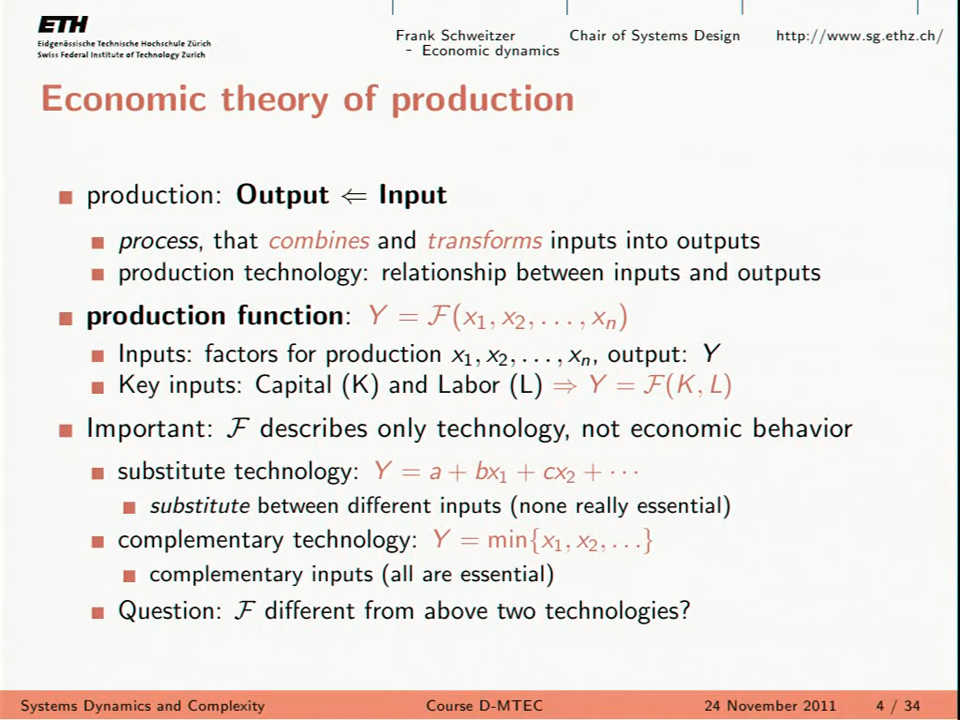 ETH
Eidgenössische Technische Hochschule Zürich
Swiss Federal Institute of Technology Zurich
Frank Schweitzer
- Economic dynamics
Chair of Systems Design
http://www.sg.ethz.ch/
Economic theory of production
production: Output ⇐ Input
process, that combines and transforms inputs into outputs
production technology: relationship between inputs and outputs
production function: Y = F(x₁, x₂, . . . , xₙ)
Inputs: factors for production x₁, x₂, . . . , xₙ, output: Y
Key inputs: Capital (K) and Labor (L) ⇒ Y = F(K, L)
Important: F describes only technology, not economic behavior
substitute technology: Y = a + bx₁ + cx₂ + · · ·
substitute between different inputs (none really essential)
complementary technology: Y = min{x₁, x₂, . . .}
complementary inputs (all are essential)
Question: F different from above two technologies?
Systems Dynamics and Complexity
Course D-MTEC
24 November 2011
4 / 34